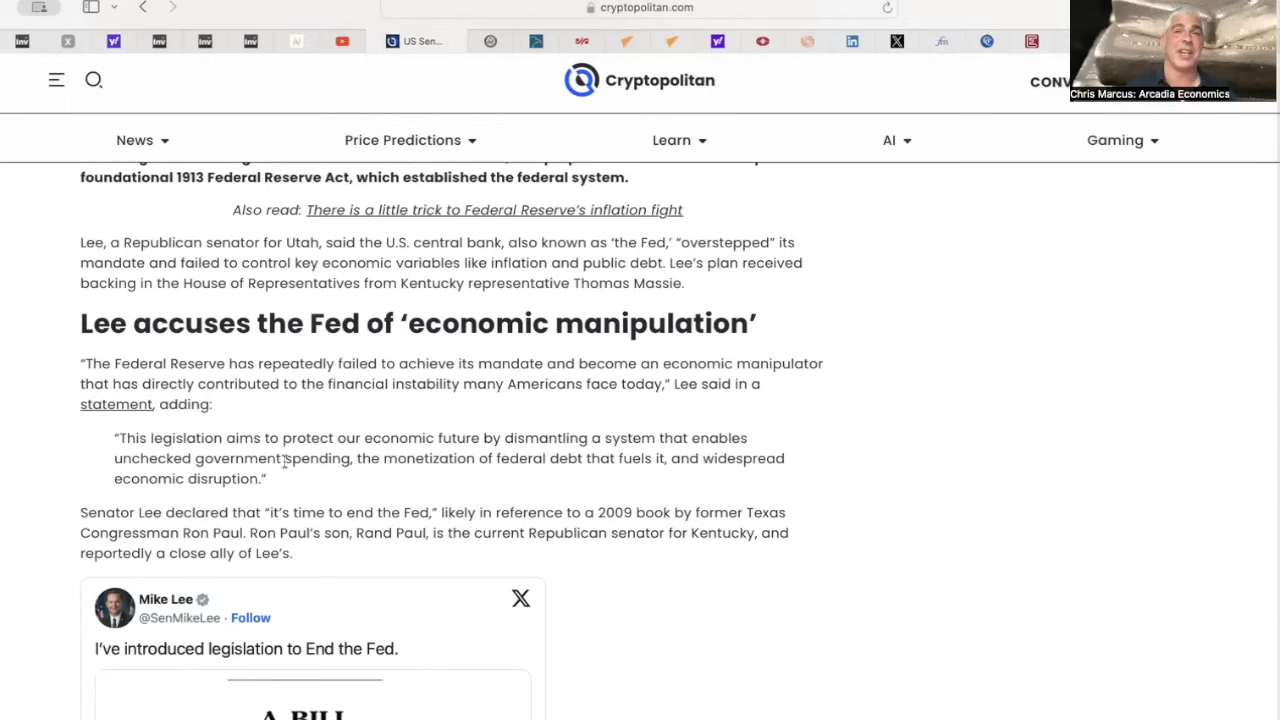 cryptopolitan.com
US Sen...
Cryptopolitan
CONV
Chris Marcus: Arcadia Economics
News
Price Predictions
Learn
AI
Gaming
foundational 1913 Federal Reserve Act, which established the federal system.
Also read: There is a little trick to Federal Reserve's inflation fight
Lee, a Republican senator for Utah, said the U.S. central bank, also known as ‘the Fed,’ “overstepped” its
mandate and failed to control key economic variables like inflation and public debt. Lee’s plan received
backing in the House of Representatives from Kentucky representative Thomas Massie.
Lee accuses the Fed of ‘economic manipulation’
“The Federal Reserve has repeatedly failed to achieve its mandate and become an economic manipulator
that has directly contributed to the financial instability many Americans face today,” Lee said in a
statement, adding:
“This legislation aims to protect our economic future by dismantling a system that enables
unchecked government spending, the monetization of federal debt that fuels it, and widespread
economic disruption.”
Senator Lee declared that “it’s time to end the Fed,” likely in reference to a 2009 book by former Texas
Congressman Ron Paul. Ron Paul’s son, Rand Paul, is the current Republican senator for Kentucky, and
reportedly a close ally of Lee’s.
Mike Lee
@SenMikeLee · Follow
I’ve introduced legislation to End the Fed.
A BILL